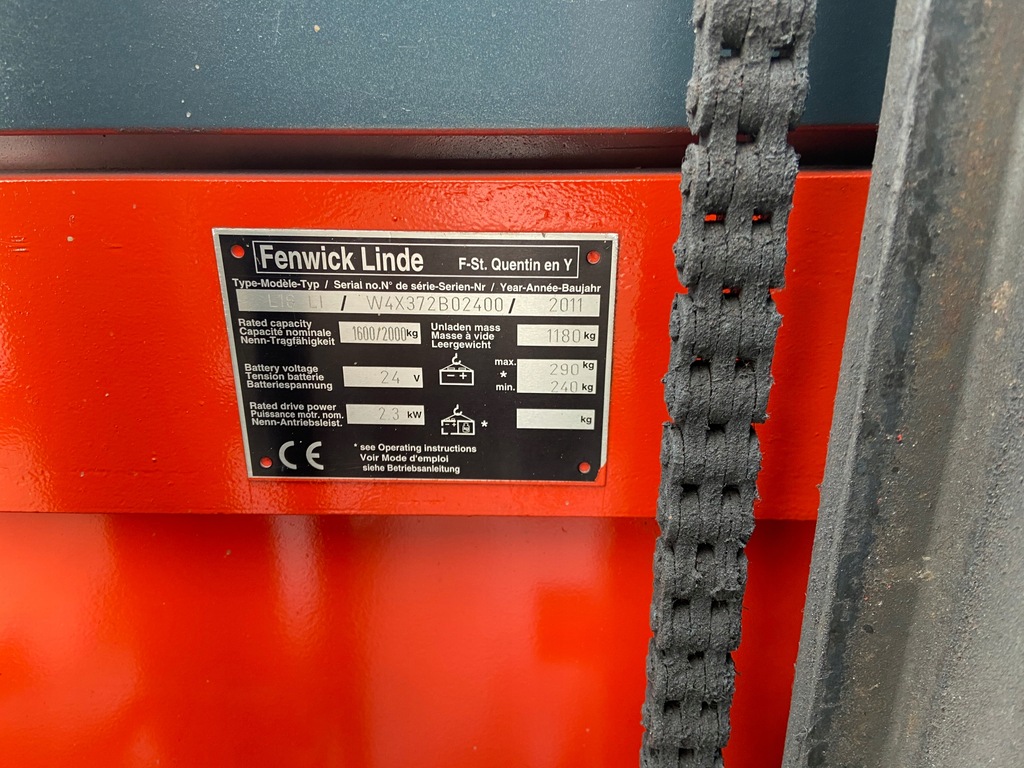 Fenwick Linde F-St. Quentin en Y
Type-Modèle-Typ / Serial no.N° de série-Serien-Nr / Year-Année-Baujahr
/ W4X372B02400 / 2011
Rated capacity
Capacité nominale
Nenn-Tragfähigkeit
1600/2000 kg
Unladen mass
Masse à vide
Leergewicht
1180 kg
Battery voltage
Tension batterie
Batteriespannung
24 V
- +
max. 290 kg
*
min. 240 kg
Rated drive power
Puissance motr. nom.
Nenn-Antriebsleist.
2.3 kW
*
kg
CE
* see Operating instructions
Voir Mode d'emploi
siehe Betriebsanleitung